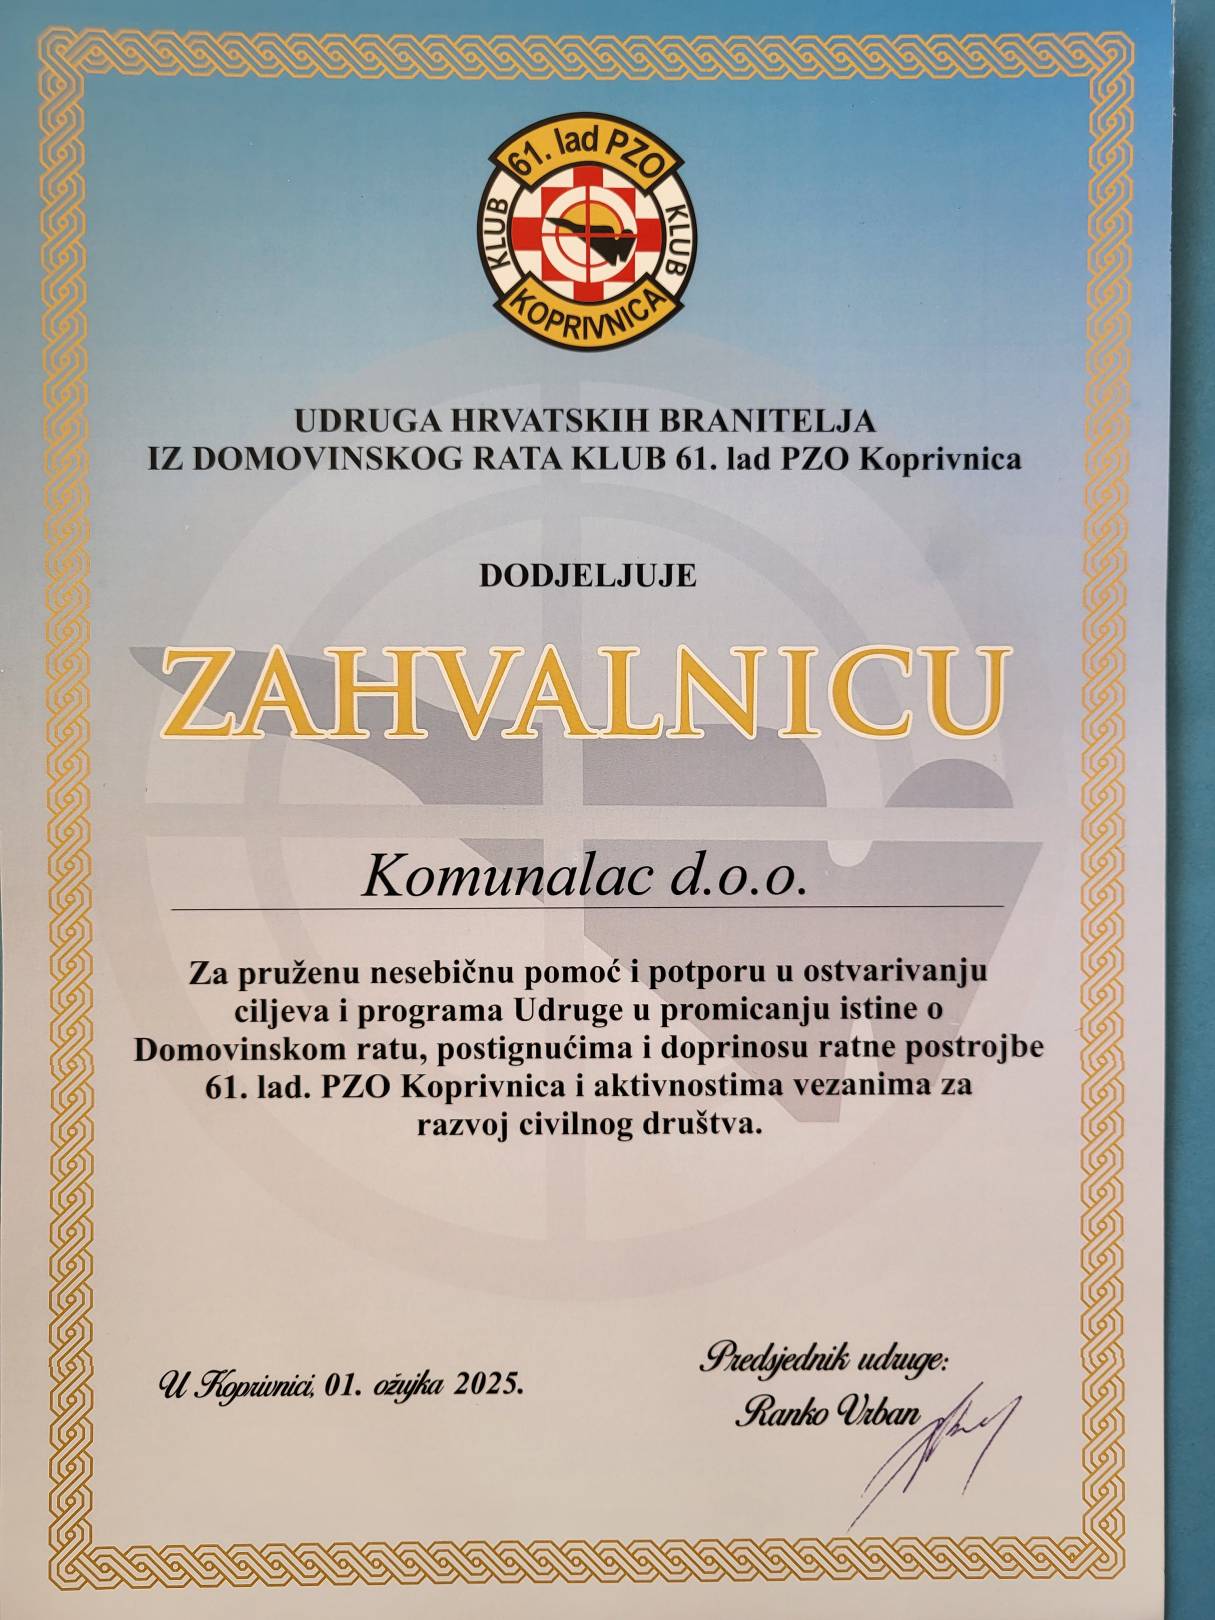 61. lad PZO
KLUB
KLUB
KOPRIVNICA
UDRUGA HRVATSKIH BRANITELJA
IZ DOMOVINSKOG RATA KLUB 61. lad PZO Koprivnica
DODJELJUJE
ZAHVALNICU
Komunalac d.o.o.
Za pruženu nesebičnu pomoć i potporu u ostvarivanju
ciljeva i programa Udruge u promicanju istine o
Domovinskom ratu, postignućima i doprinosu ratne postrojbe
61. lad. PZO Koprivnica i aktivnostima vezanima za
razvoj civilnog društva.
U Koprivnici, 01. ožujka 2025.
Predsjednik udruge:
Ranko Vrban